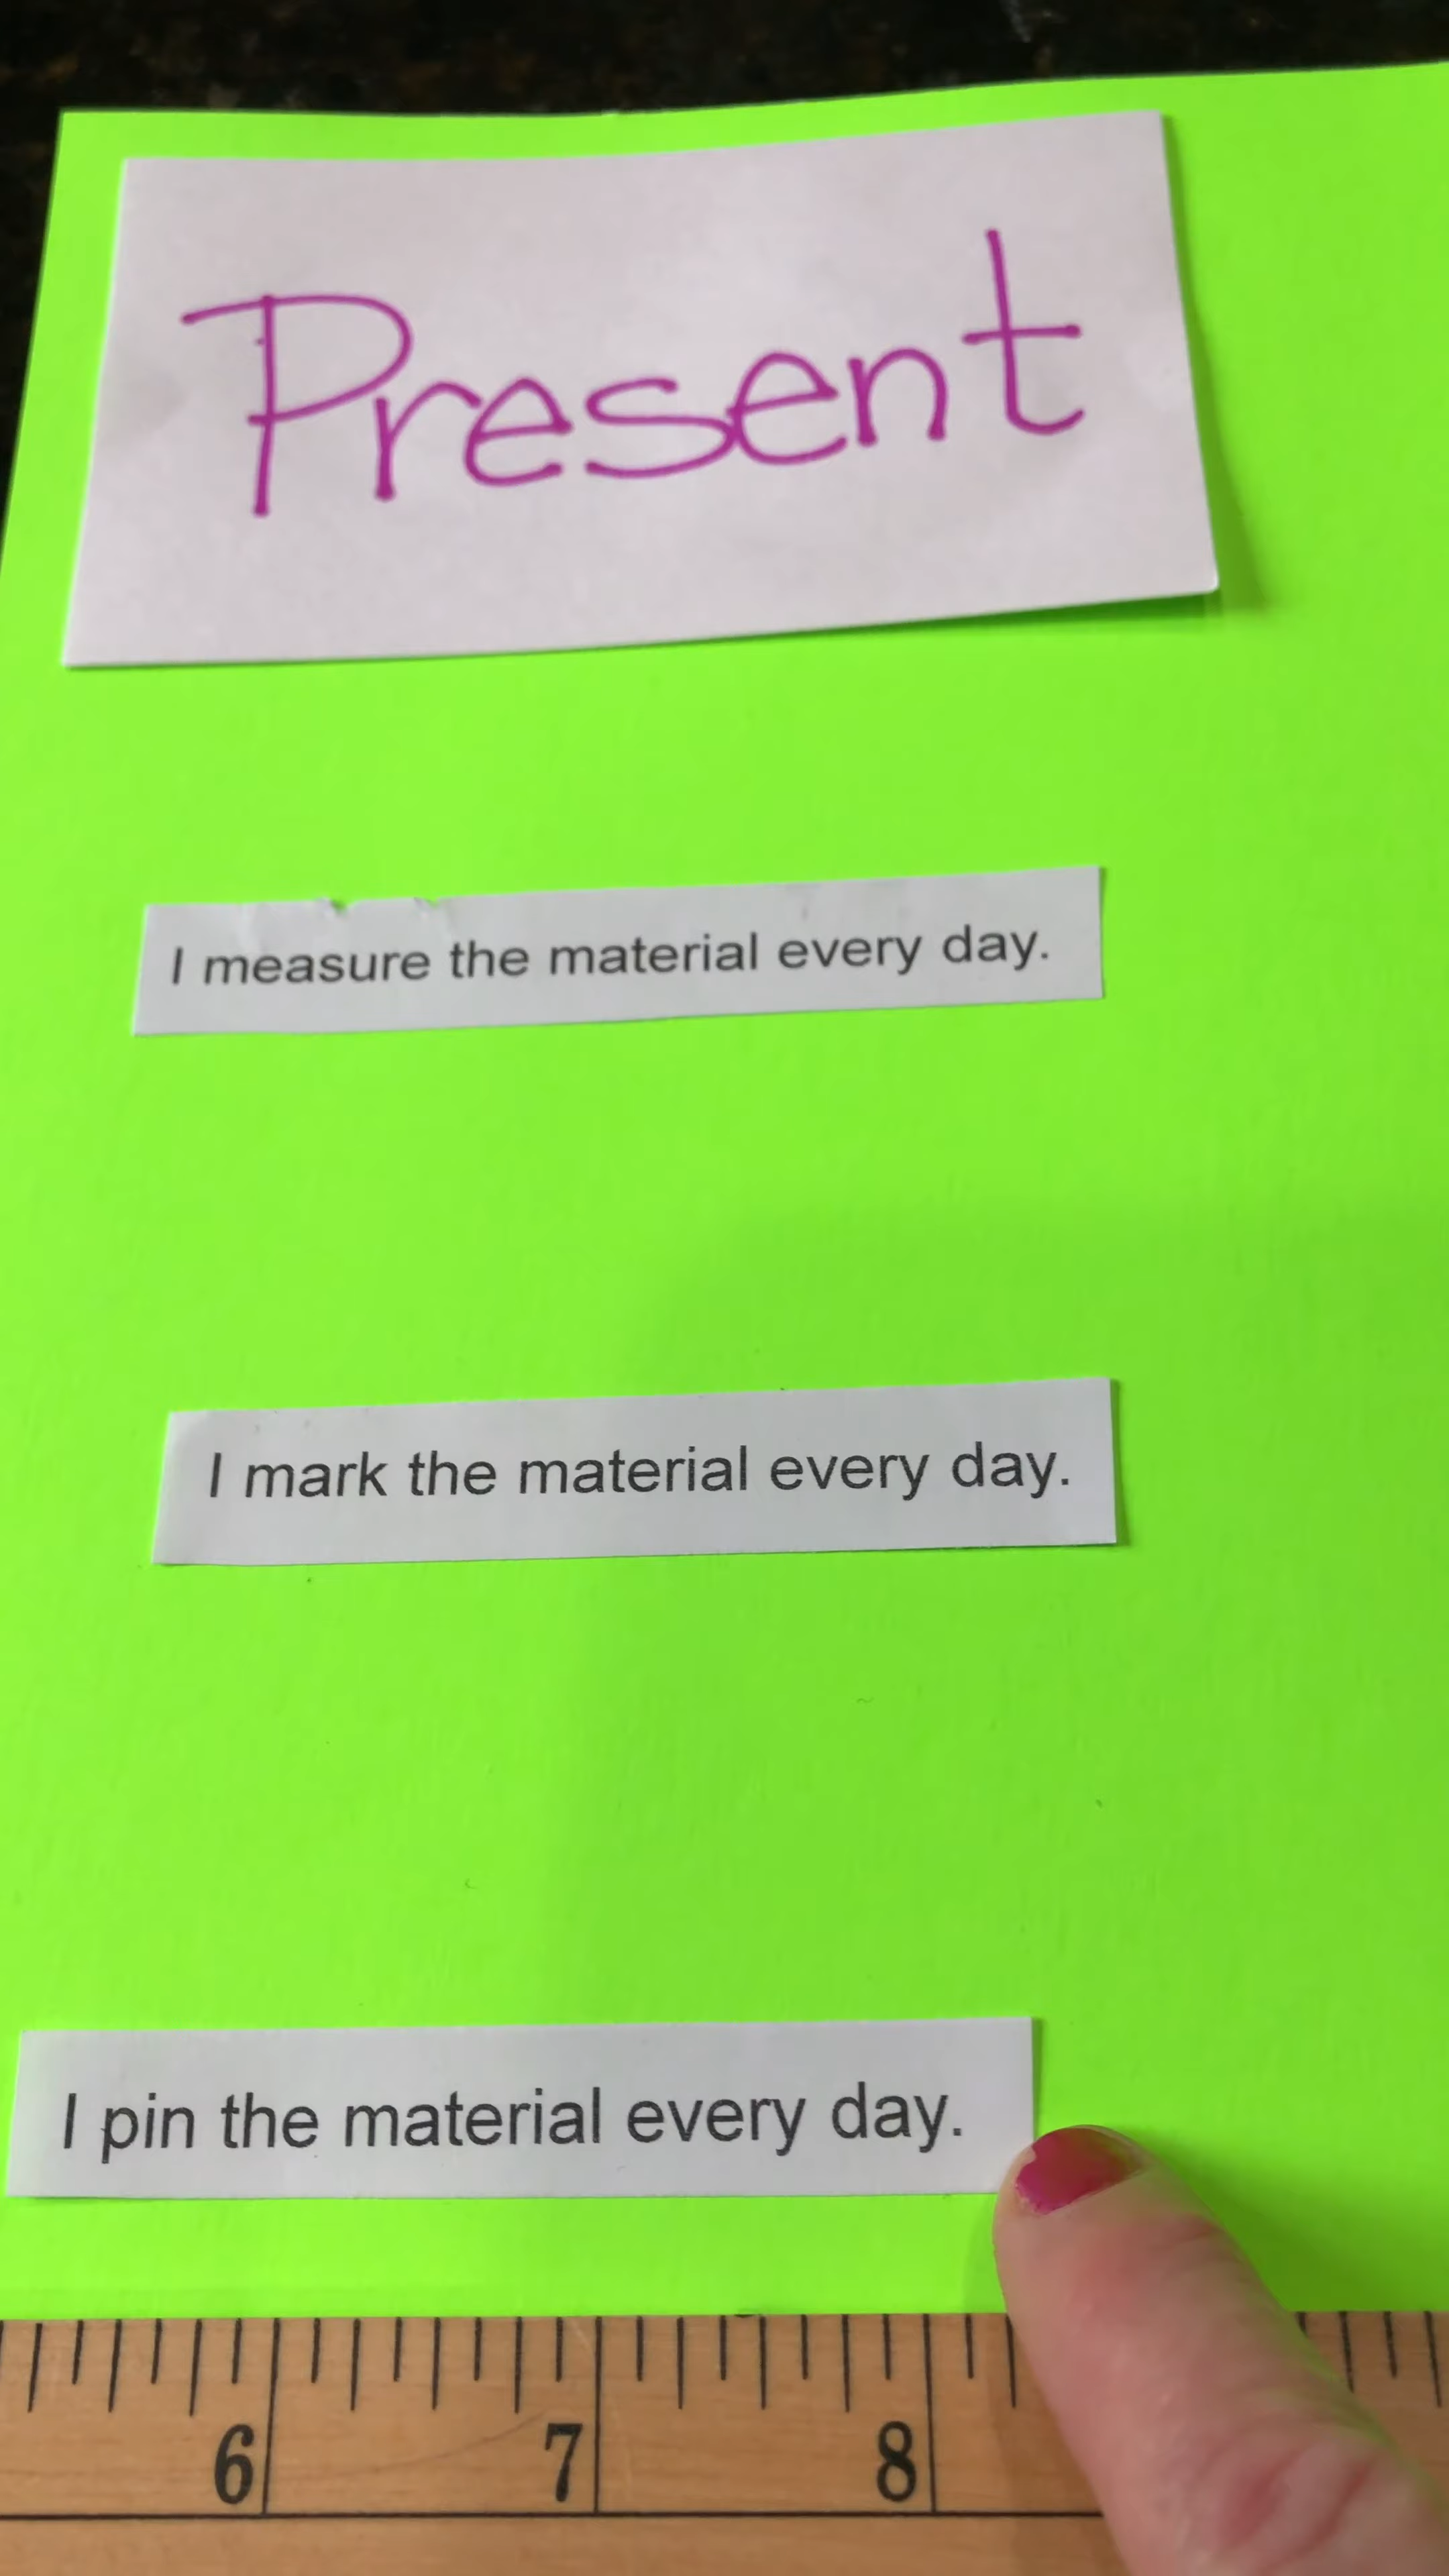 Present
I measure the material every day.
I mark the material every day.
I pin the material every day.
6 7 8